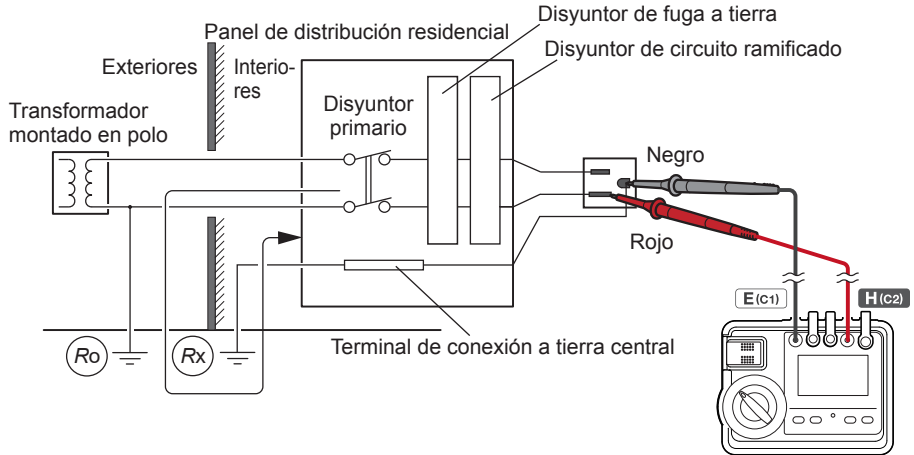 Disyuntor de fuga a tierra
Panel de distribución residencial
Disyuntor de circuito ramificado
Exteriores
Interio-
res
Transformador
montado en polo
Disyuntor
primario
Negro
Rojo
E(C1)
H(C2)
Ro
Rx
Terminal de conexión a tierra central